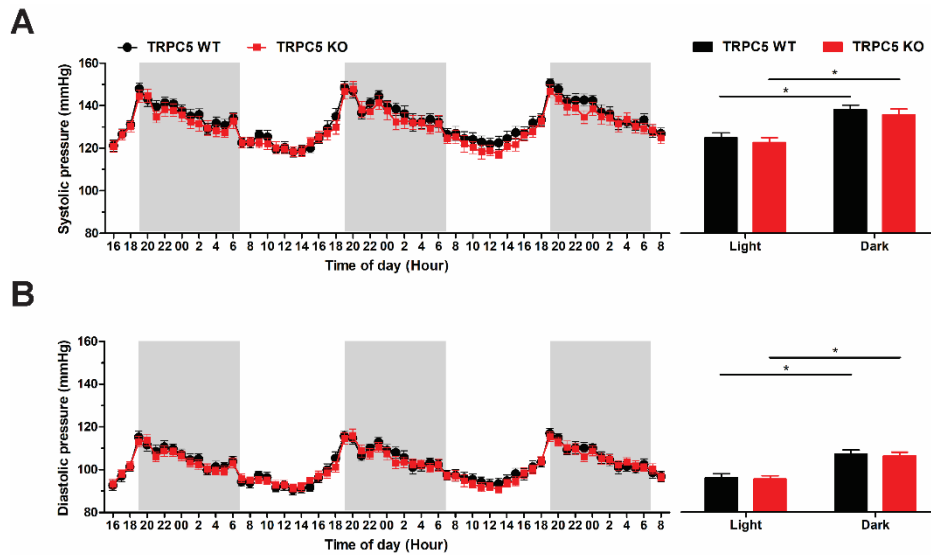 A
TRPC5 WT TRPC5 KO
TRPC5 WT TRPC5 KO
Systolic pressure (mmHg)
160
140
120
100
80
16 18 20 22 00 2 4 6 8 10 12 14 16 18 20 22 00 2 4 6 8 10 12 14 16 18 20 22 00 2 4 6 8
Time of day (Hour)
*
*
Light Dark
B
Diastolic pressure (mmHg)
160
140
120
100
80
16 18 20 22 00 2 4 6 8 10 12 14 16 18 20 22 00 2 4 6 8 10 12 14 16 18 20 22 00 2 4 6 8
Time of day (Hour)
*
*
Light Dark